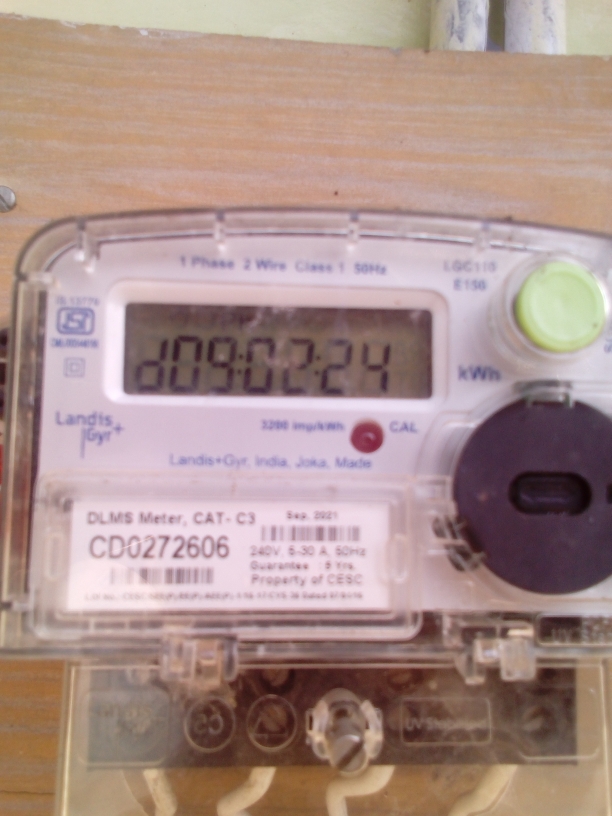 1 Phase 2 Wire Class 1 50Hz
LGC110
E150
IS 13779
d09:02:24
kWh
Landis
Gyr+
3200 imp/kWh
CAL
Landis+Gyr, India, Joka, Made
DLMS Meter, CAT- C3
Sep, 2021
CD0272606
240V, 5-30 A, 50Hz
Guarantee : 5 Yrs.
Property of CESC